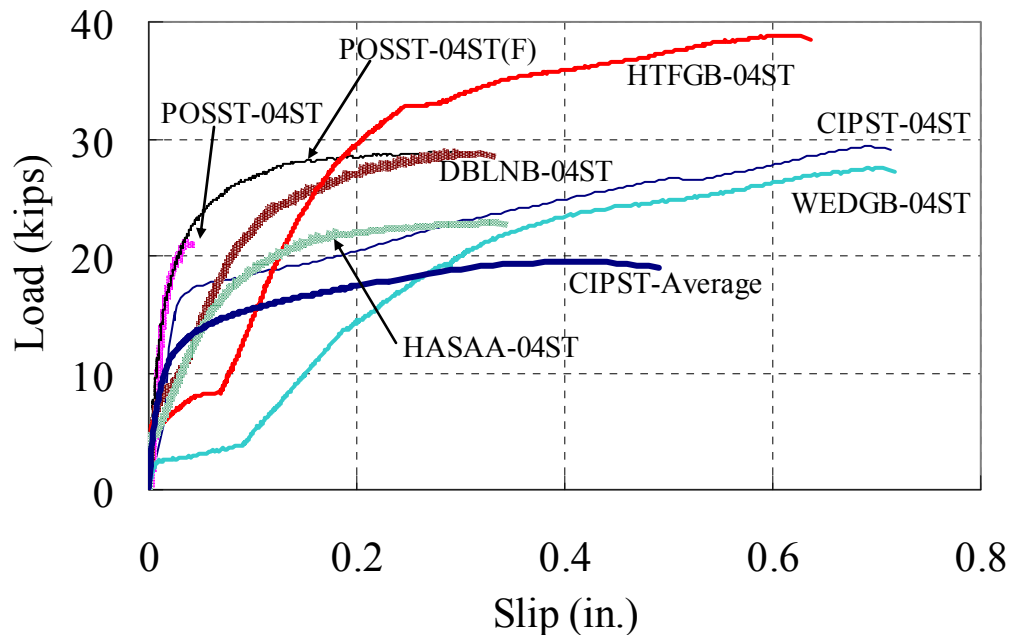 40
POSST-04ST(F)
HTFGB-04ST
POSST-04ST
CIPST-04ST
30
DBLNB-04ST
WEDGB-04ST
Load (kips)
20
CIPST-Average
HASAA-04ST
10
0
0 0.2 0.4 0.6 0.8
Slip (in.)